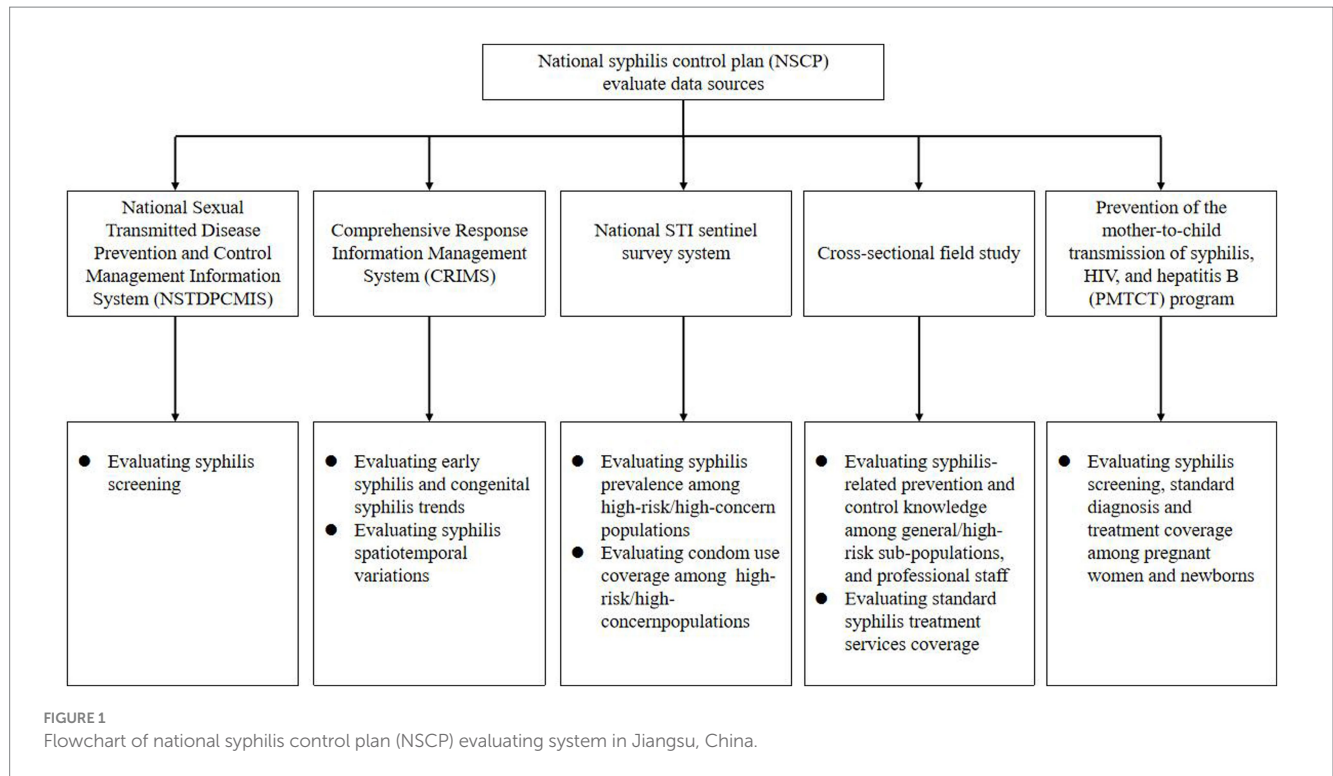 National syphilis control plan (NSCP)
evaluate data sources
National Sexual
Transmitted Disease
Prevention and Control
Management Information
System (NSTDPCMIS)
Comprehensive Response
Information Management
System (CRIMS)
National STI sentinel
survey system
Cross-sectional field study
Prevention of the
mother-to-child
transmission of syphilis,
HIV, and hepatitis B
(PMTCT) program
● Evaluating syphilis
screening
● Evaluating early
syphilis and congenital
syphilis trends
● Evaluating syphilis
spatiotemporal
variations
● Evaluating syphilis
prevalence among
high-risk/high-concern
populations
● Evaluating condom use
coverage among high-
risk/high-
concernpopulations
● Evaluating syphilis-
related prevention and
control knowledge
among general/high-
risk sub-populations,
and professional staff
● Evaluating standard
syphilis treatment
services coverage
● Evaluating syphilis
screening, standard
diagnosis and
treatment coverage
among pregnant
women and newborns
FIGURE 1
Flowchart of national syphilis control plan (NSCP) evaluating system in Jiangsu, China.